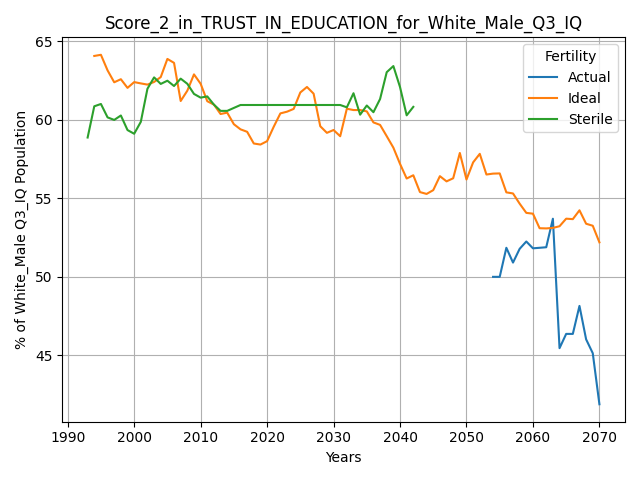 Score_2_in_TRUST_IN_EDUCATION_for_White_Male_Q3_IQ
% of White_Male Q3_IQ Population
65
60
55
50
45
Fertility
Actual
Ideal
Sterile
1990 2000 2010 2020 2030 2040 2050 2060 2070
Years